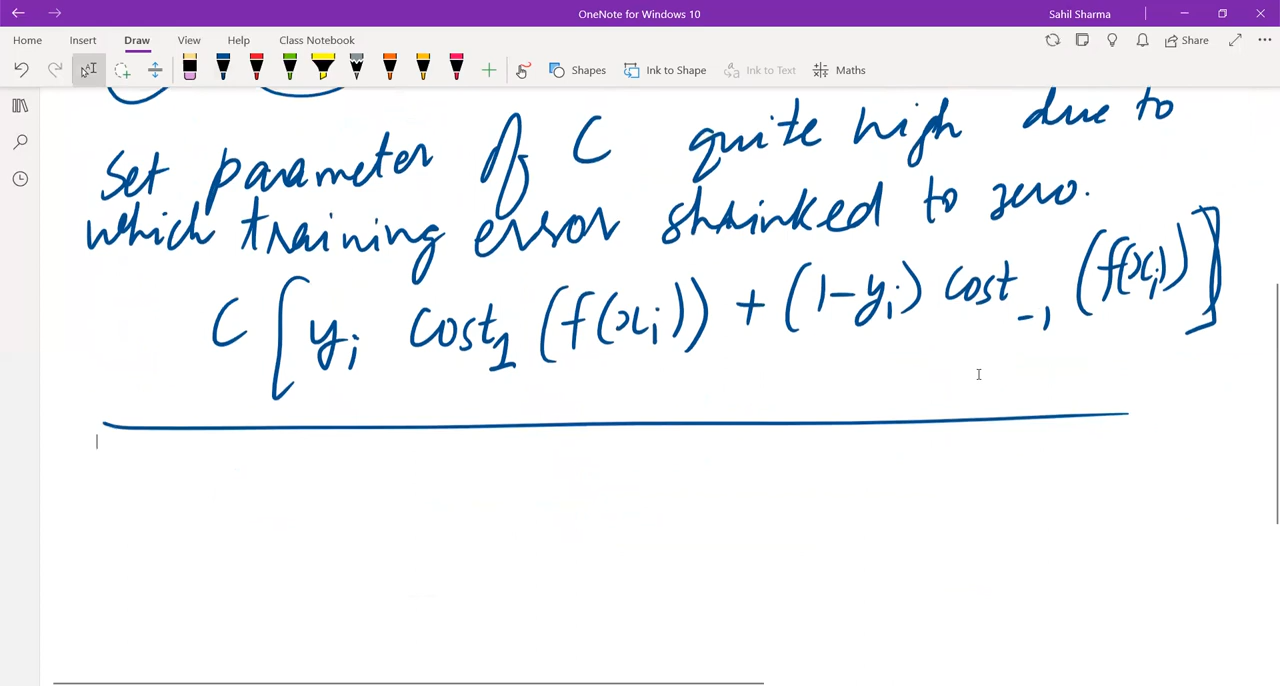 OneNote for Windows 10
Sahil Sharma
Home Insert Draw View Help Class Notebook
Share
Shapes Ink to Shape Ink to Text Maths
Set parameter of C quite high due to
which training error shrinked to zero.
C [ yᵢ cost₁ (f(xᵢ)) + (1-yᵢ) cost₋₁ (f(xᵢ)) ]